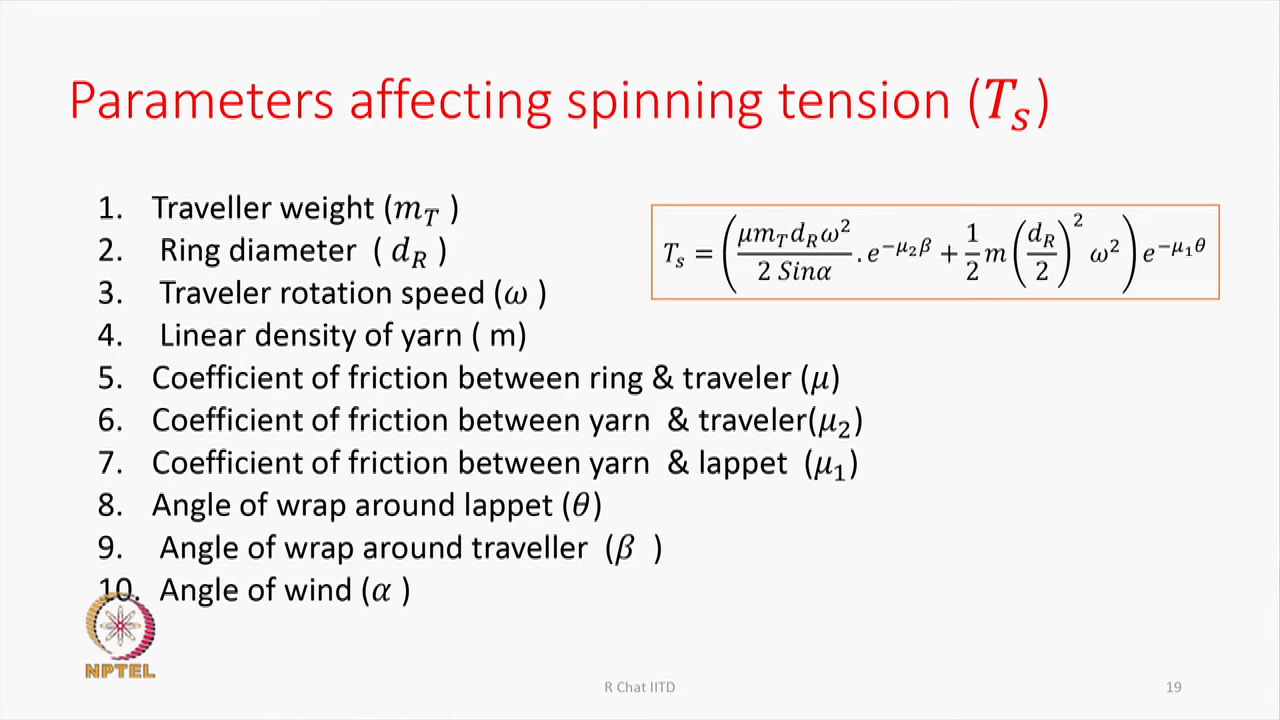 Parameters affecting spinning tension (𝑇ₛ)
1. Traveller weight (𝑚_𝑇 )
2. Ring diameter ( 𝑑_𝑅 )
3. Traveler rotation speed (𝜔 )
4. Linear density of yarn ( m)
5. Coefficient of friction between ring & traveler (𝜇)
6. Coefficient of friction between yarn & traveler(𝜇₂)
7. Coefficient of friction between yarn & lappet (𝜇₁)
8. Angle of wrap around lappet (𝜃)
9. Angle of wrap around traveller (𝛽 )
10. Angle of wind (𝛼 )
𝑇ₛ = (𝜇𝑚_𝑇𝑑_𝑅𝜔² / 2 𝑆𝑖𝑛𝛼 . 𝑒^(−𝜇₂𝛽) + 1/2 𝑚 (𝑑_𝑅/2)² 𝜔²) 𝑒^(−𝜇₁𝜃)
NPTEL
R Chat IITD
19